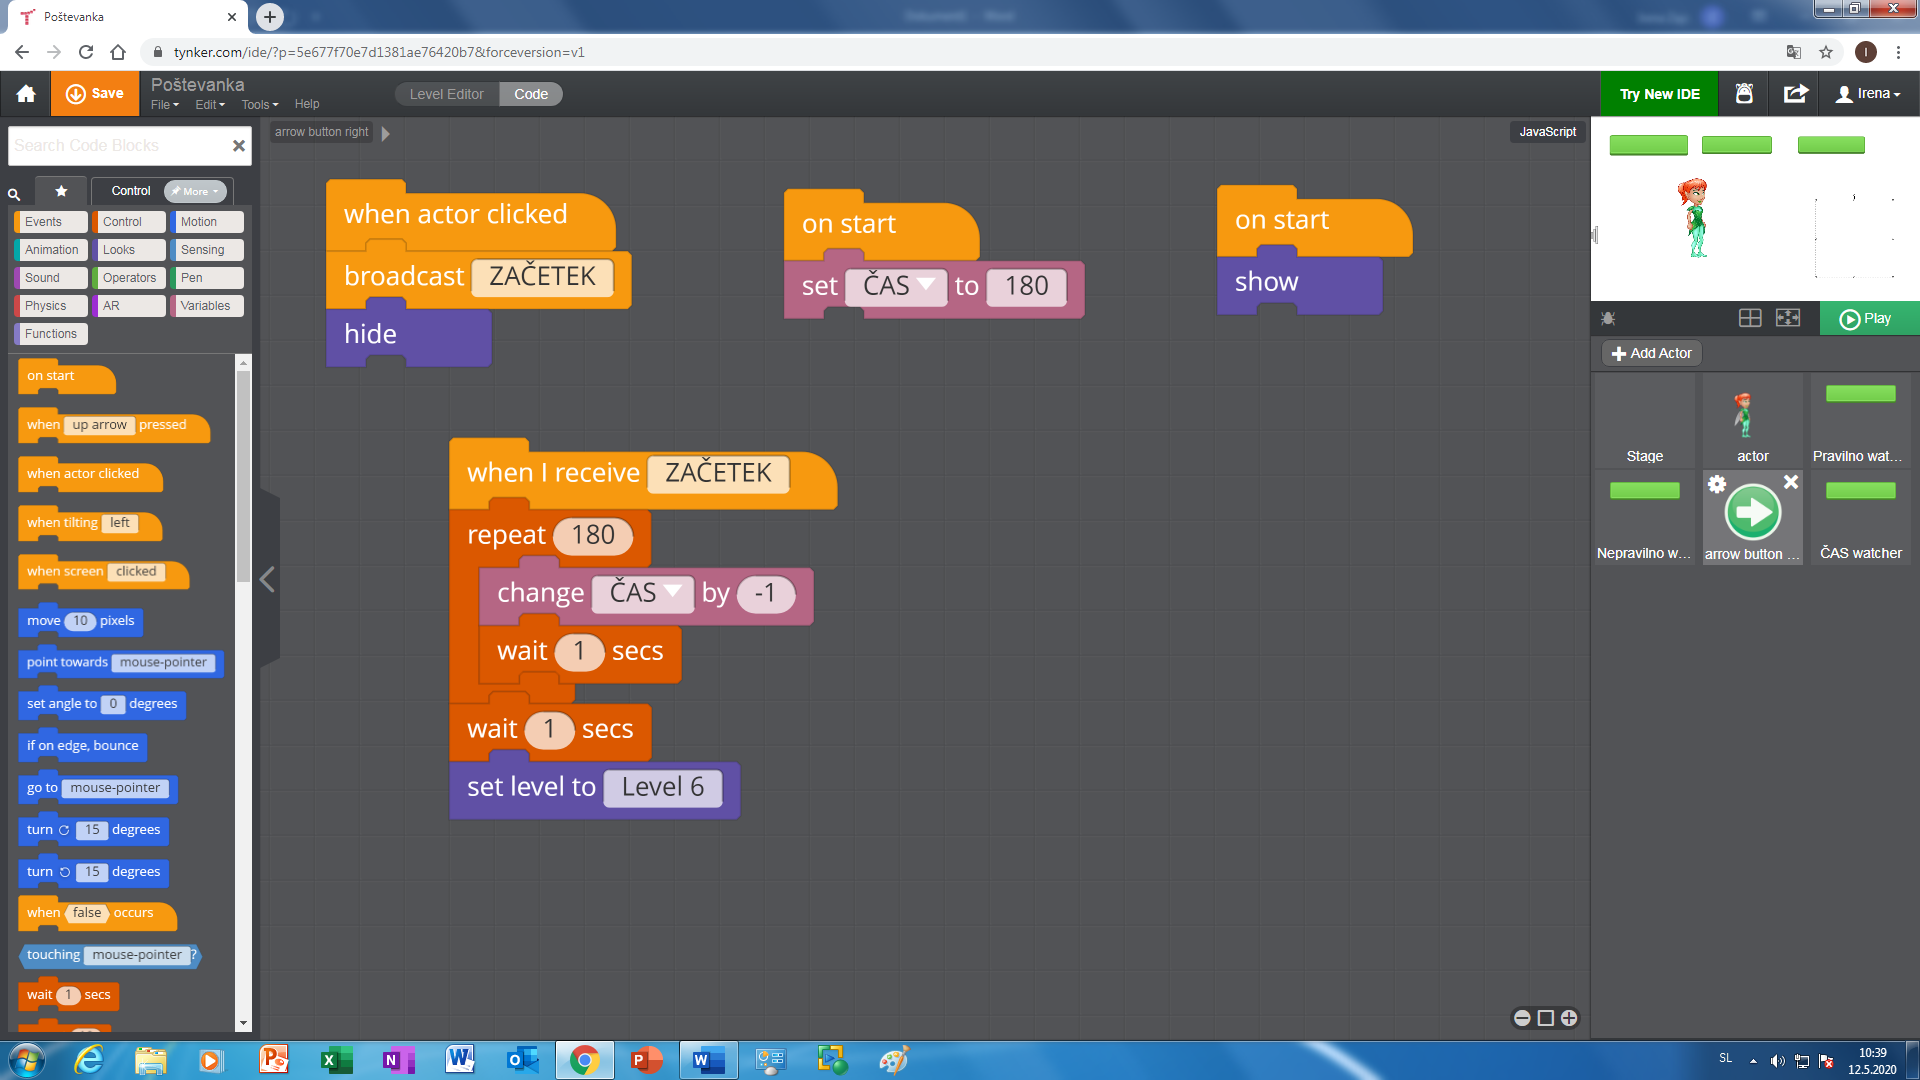 Poštevanka
tynker.com/ide/?p=5e677f70e7d1381ae76420b7&forceversion=v1
I
Save
Poštevanka
File Edit Tools Help
Level Editor Code
Try New IDE
Irena
Search Code Blocks
Control More
Events Control Motion
Animation Looks Sensing
Sound Operators Pen
Physics AR Variables
Functions
on start
when up arrow pressed
when actor clicked
when tilting left
when screen clicked
move 10 pixels
point towards mouse-pointer
set angle to 0 degrees
if on edge, bounce
go to mouse-pointer
turn 15 degrees
turn 15 degrees
when false occurs
touching mouse-pointer ?
wait 1 secs
arrow button right
JavaScript
when actor clicked
broadcast ZAČETEK
hide
on start
set ČAS to 180
on start
show
when I receive ZAČETEK
repeat 180
change ČAS by -1
wait 1 secs
wait 1 secs
set level to Level 6
Play
Add Actor
Stage actor Pravilno wat...
Nepravilno w... arrow button ... ČAS watcher
SL
10:39
12.5.2020